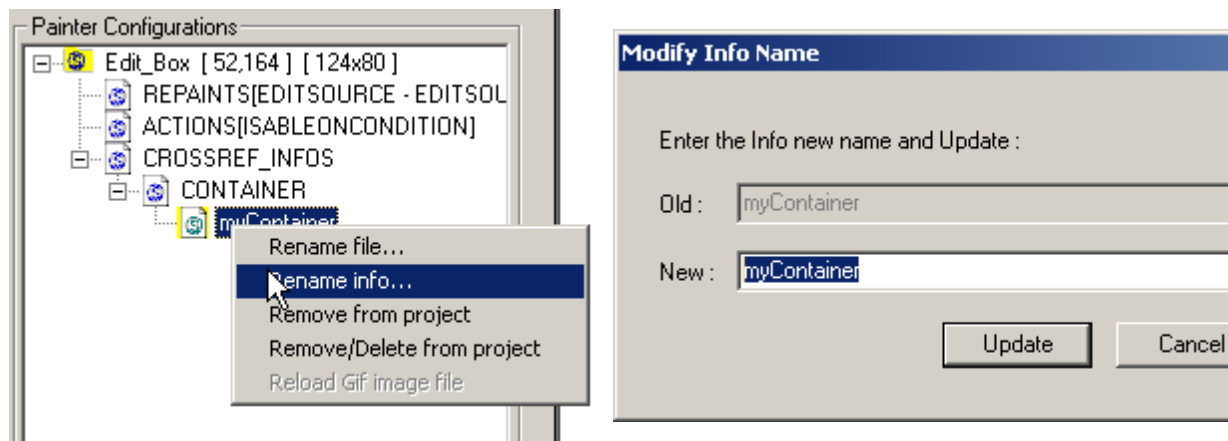 Painter Configurations
Edit_Box [ 52,164 ] [ 124x80 ]
REPAINTS[EDITSOURCE - EDITSOU
ACTIONS[ISABLEONCONDITION]
CROSSREF_INFOS
CONTAINER
myContainer
Rename file...
Rename info...
Remove from project
Remove/Delete from project
Reload Gif image file
Modify Info Name
Enter the Info new name and Update :
Old : myContainer
New : myContainer
Update Cancel